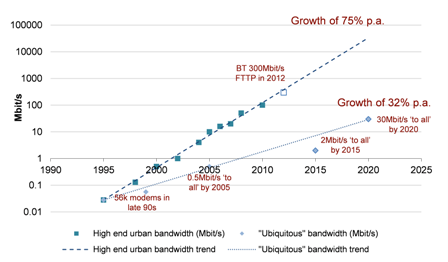 Growth of 75% p.a.
100000
10000
1000
100
10
1
0.1
0.01
Mbit/s
BT 300Mbit/s
FTTP in 2012
Growth of 32% p.a.
30Mbit/s 'to all'
by 2020
2Mbit/s 'to all'
by 2015
0.5Mbit/s 'to
all' by 2005
56k modems in
late 90s
1990 1995 2000 2005 2010 2015 2020 2025
High end urban bandwidth (Mbit/s)
"Ubiquitous" bandwidth (Mbit/s)
High end urban bandwidth trend
"Ubiquitous" bandwidth trend